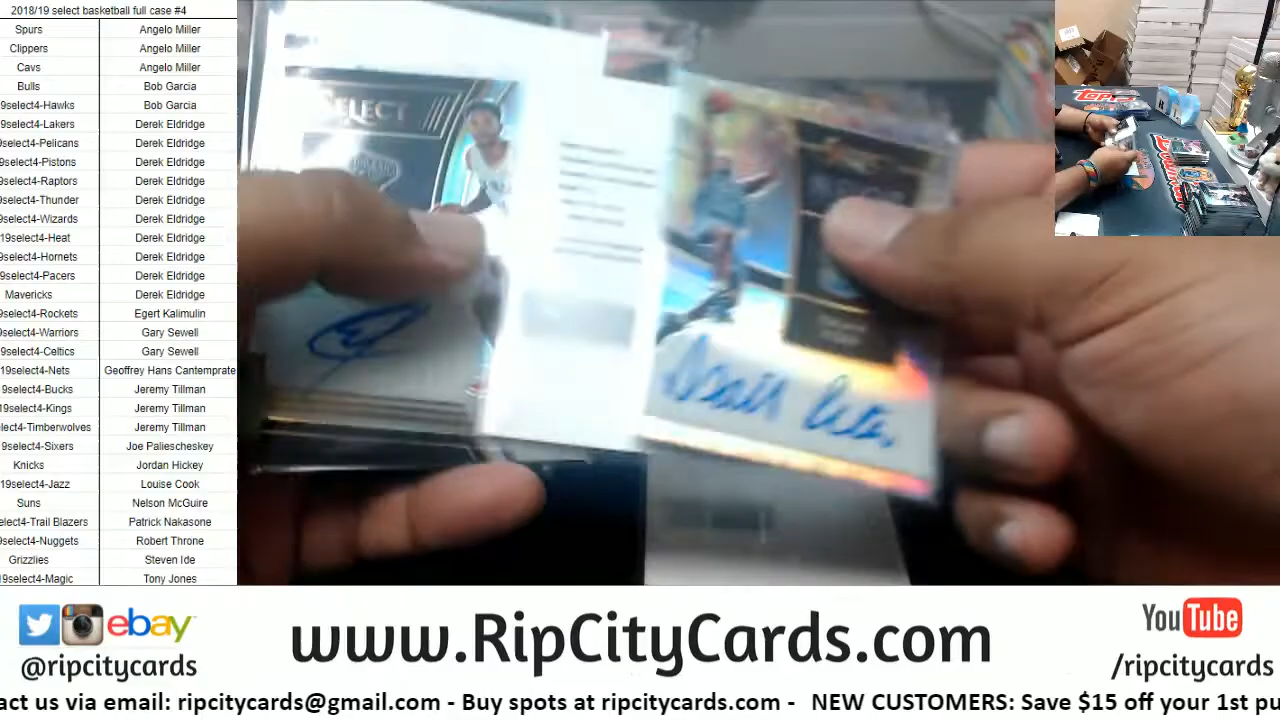 2018/19 select basketball full case #4
Spurs Angelo Miller
Clippers Angelo Miller
Cavs Angelo Miller
Bulls Bob Garcia
9select4-Hawks Bob Garcia
19select4-Lakers Derek Eldridge
9select4-Pelicans Derek Eldridge
19select4-Pistons Derek Eldridge
9select4-Raptors Derek Eldridge
9select4-Thunder Derek Eldridge
9select4-Wizards Derek Eldridge
19select4-Heat Derek Eldridge
9select4-Hornets Derek Eldridge
9select4-Pacers Derek Eldridge
Mavericks Derek Eldridge
9select4-Rockets Egert Kalimulin
9select4-Warriors Gary Sewell
9select4-Celtics Gary Sewell
19select4-Nets Geoffrey Hans Cantemprate
9select4-Bucks Jeremy Tillman
19select4-Kings Jeremy Tillman
lect4-Timberwolves Jeremy Tillman
9select4-Sixers Joe Paliescheskey
Knicks Jordan Hickey
19select4-Jazz Louise Cook
Suns Nelson McGuire
elect4-Trail Blazers Patrick Nakasone
9select4-Nuggets Robert Throne
Grizzlies Steven Ide
19select4-Magic Tony Jones
SELECT
topps
ebay
@ripcitycards
www.RipCityCards.com
YouTube
/ripcitycards
act us via email: ripcitycards@gmail.com - Buy spots at ripcitycards.com - NEW CUSTOMERS: Save $15 off your 1st pu